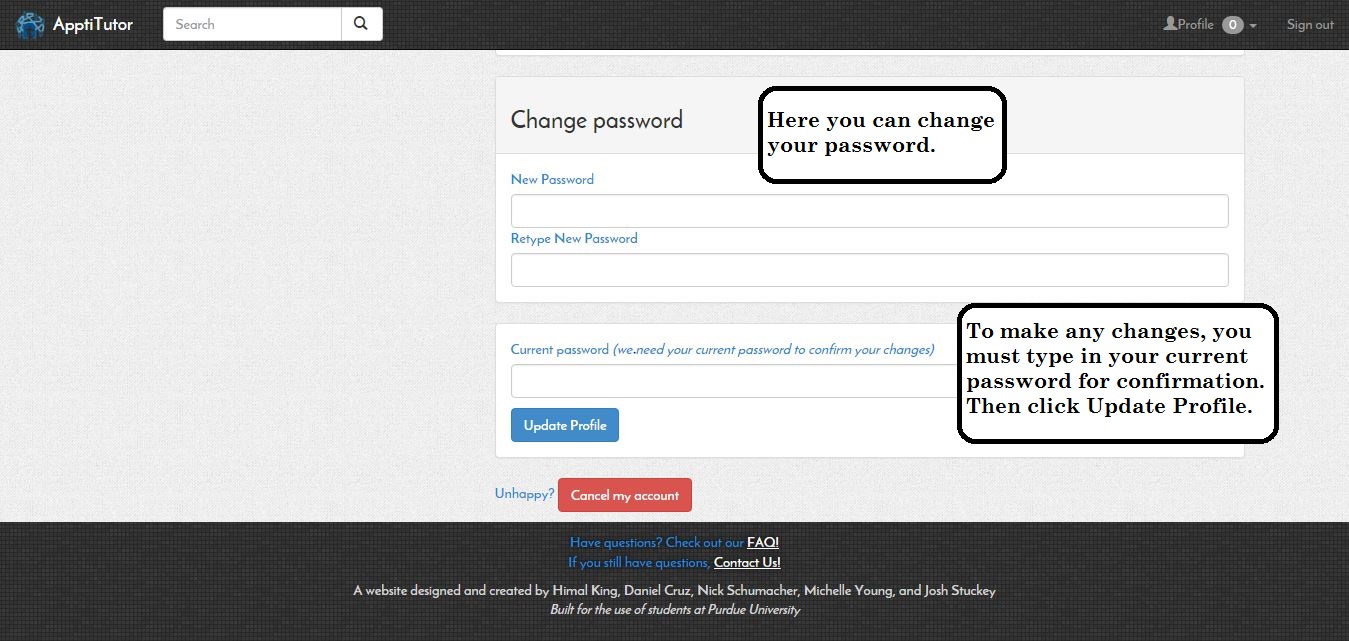 ApptiTutor Search Profile 0 Sign out
Change password
Here you can change
your password.
New Password
Retype New Password
To make any changes, you
must type in your current
password for confirmation.
Then click Update Profile.
Current password (we need your current password to confirm your changes)
Update Profile
Unhappy? Cancel my account
Have questions? Check out our FAQ!
If you still have questions, Contact Us!
A website designed and created by Himal King, Daniel Cruz, Nick Schumacher, Michelle Young, and Josh Stuckey
Built for the use of students at Purdue University